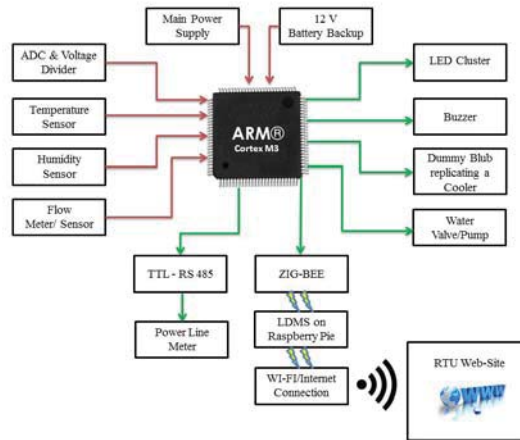 Main Power
Supply
12 V
Battery Backup
ADC & Voltage
Divider
LED Cluster
Temperature
Sensor
Buzzer
ARM®
Cortex M3
Humidity
Sensor
Dummy Blub
replicating a
Cooler
Flow
Meter/ Sensor
Water
Valve/Pump
TTL - RS 485
ZIG-BEE
Power Line
Meter
LDMS on
Raspberry Pie
WI-FI/Internet
Connection
RTU Web-Site
WWW